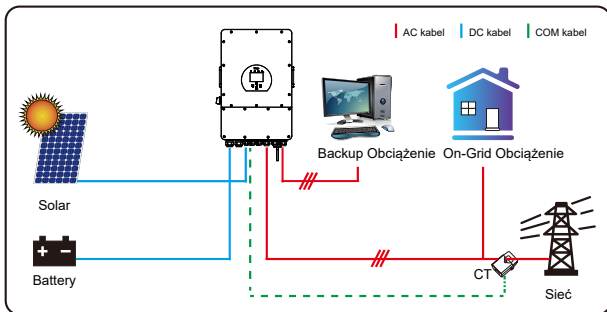 AC kabel
DC kabel
COM kabel
Backup Obciążenie
On-Grid Obciążenie
Solar
Battery
CT
Sieć